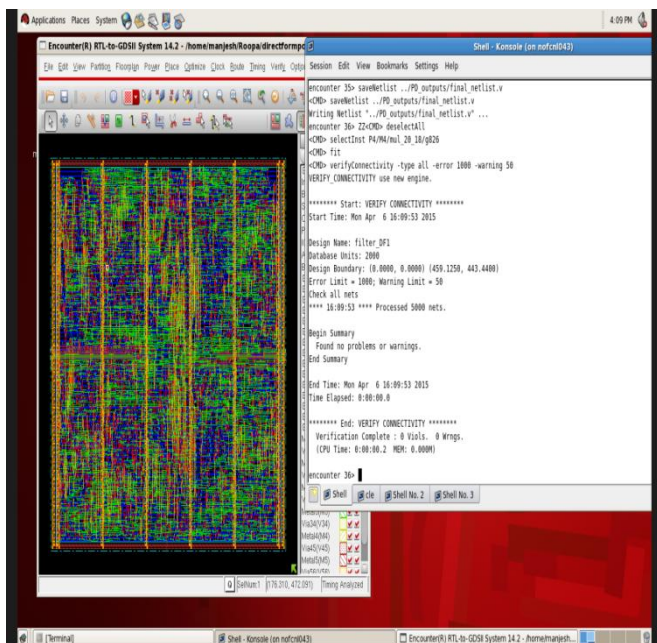 Applications Places System
4:09 PM
Encounter(R) RTL-to-GDSII System 14.2 - /home/manjesh/Roopa/directformpo
File Edit View Partition Floorplan Power Place Optimize Clock Route Timing Verify Option
Shell - Konsole (on nofcnl043)
Session Edit View Bookmarks Settings Help
encounter 35> saveNetlist ../PD_outputs/final_netlist.v
<CMD> saveNetlist ../PD_outputs/final_netlist.v
Writing Netlist "../PD_outputs/final_netlist.v" ...
encounter 36> ZZ<CMD> deselectAll
<CMD> selectInst P4/M4/mul_20_18/g826
<CMD> fit
<CMD> verifyConnectivity -type all -error 1000 -warning 50
VERIFY_CONNECTIVITY use new engine.
******** Start: VERIFY CONNECTIVITY ********
Start Time: Mon Apr  6 16:09:53 2015
Design Name: filter_DF1
Database Units: 2000
Design Boundary: (0.0000, 0.0000) (459.1250, 443.4400)
Error Limit = 1000; Warning Limit = 50
Check all nets
**** 16:09:53 **** Processed 5000 nets.
Begin Summary
Found no problems or warnings.
End Summary
End Time: Mon Apr  6 16:09:53 2015
Time Elapsed: 0:00:00.0
******** End: VERIFY CONNECTIVITY ********
Verification Complete : 0 Viols.  0 Wrngs.
(CPU Time: 0:00:00.2  MEM: 0.000M)
encounter 36>
Shell cle Shell No. 2 Shell No. 3
Via34(V34)
Metal4(M4)
Via45(V45)
Metal5(M5)
Q SelNum:1 (176.310, 472.091) Timing Analyzed
[Terminal] Shell - Konsole (on nofcnl043) Encounter(R) RTL-to-GDSII System 14.2 - /home/manjesh...